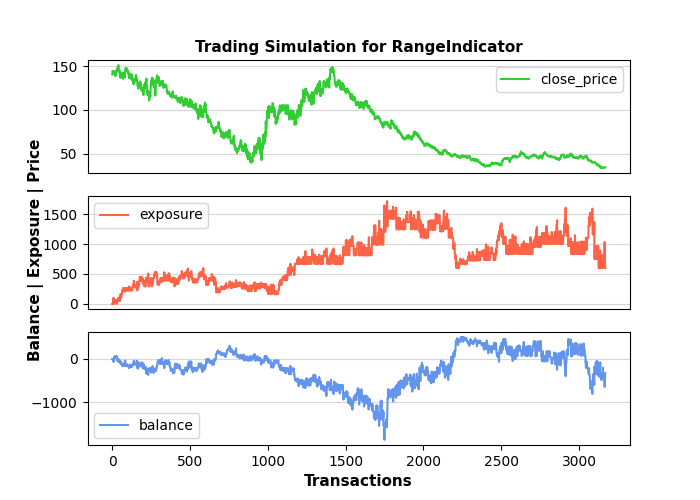 Trading Simulation for RangeIndicator
150
100
50
close_price
1500
1000
500
0
exposure
0
−1000
balance
0 500 1000 1500 2000 2500 3000
Transactions
Balance | Exposure | Price